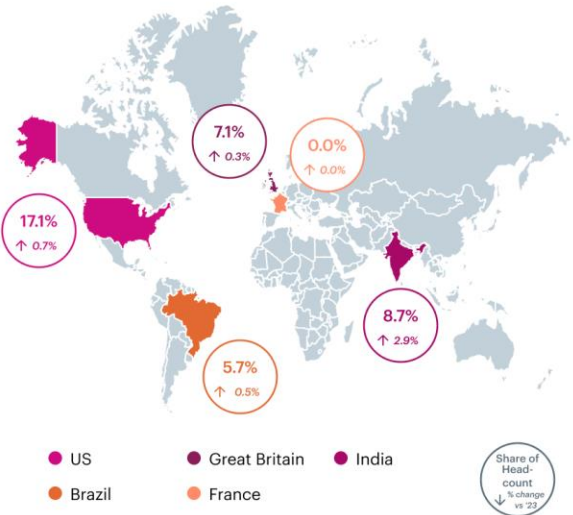 7.1%
↑ 0.3%
0.0%
↑ 0.0%
17.1%
↑ 0.7%
8.7%
↑ 2.9%
5.7%
↑ 0.5%
US
Great Britain
India
Brazil
France
Share of
Head-
count
↓ % change
vs '23